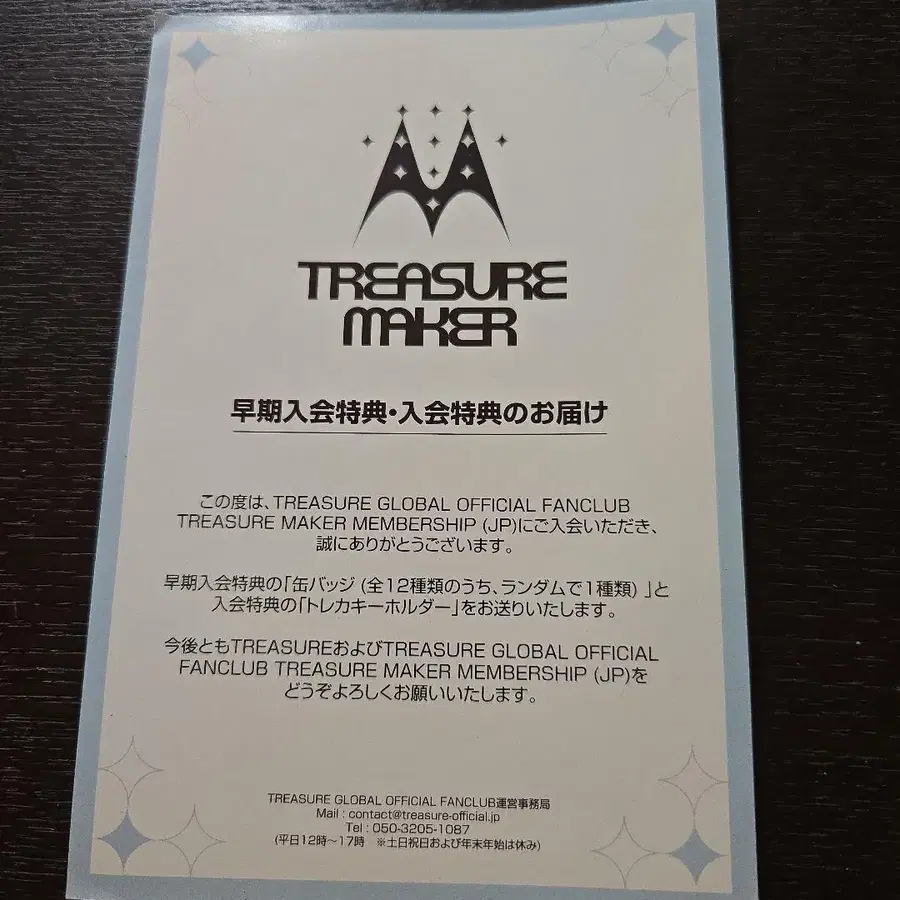 TREASURE
MAKER
早期入会特典・入会特典のお届け
この度は、TREASURE GLOBAL OFFICIAL FANCLUB
TREASURE MAKER MEMBERSHIP (JP)にご入会いただき、
誠にありがとうございます。
早期入会特典の「缶バッジ (全12種類のうち、ランダムで1種類) 」と
入会特典の「トレカキーホルダー」をお送りいたします。
今後ともTREASUREおよびTREASURE GLOBAL OFFICIAL
FANCLUB TREASURE MAKER MEMBERSHIP (JP)を
どうぞよろしくお願いいたします。
TREASURE GLOBAL OFFICIAL FANCLUB運営事務局
Mail : contact@treasure-official.jp
Tel : 050-3205-1087
(平日12時～17時 ※土日祝日および年末年始は休み)